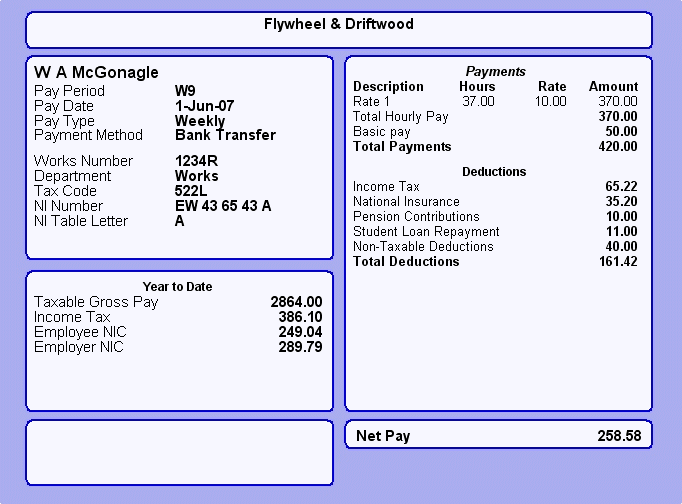 Flywheel & Driftwood
W A McGonagle
Pay Period W9
Pay Date 1-Jun-07
Pay Type Weekly
Payment Method Bank Transfer
Works Number 1234R
Department Works
Tax Code 522L
NI Number EW 43 65 43 A
NI Table Letter A
Year to Date
Taxable Gross Pay 2864.00
Income Tax 386.10
Employee NIC 249.04
Employer NIC 289.79
Payments
Description Hours Rate Amount
Rate 1 37.00 10.00 370.00
Total Hourly Pay 370.00
Basic pay 50.00
Total Payments 420.00
Deductions
Income Tax 65.22
National Insurance 35.20
Pension Contributions 10.00
Student Loan Repayment 11.00
Non-Taxable Deductions 40.00
Total Deductions 161.42
Net Pay 258.58